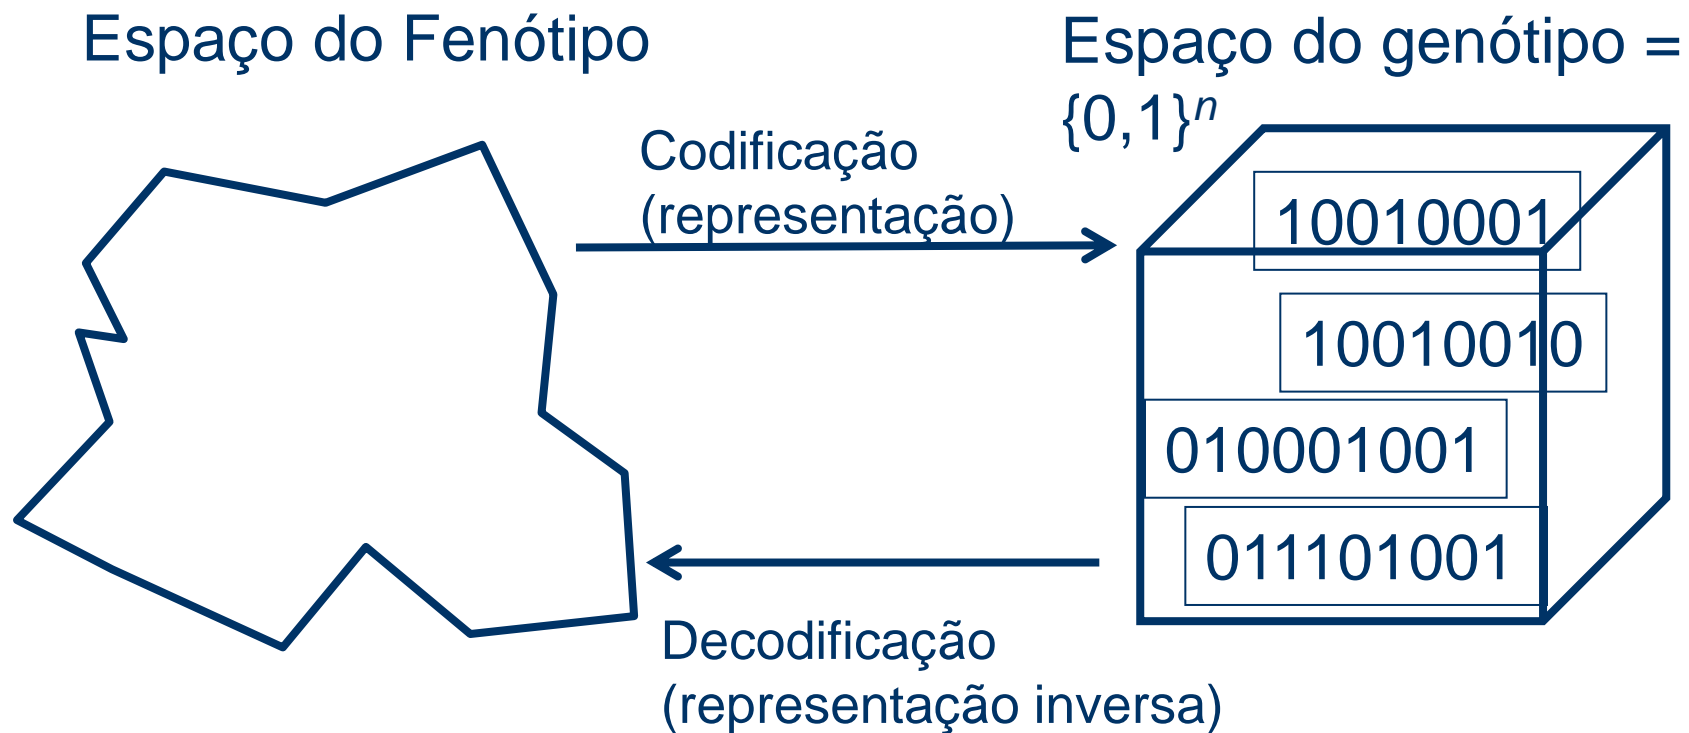 Espaço do Fenótipo
Espaço do genótipo =
{0,1}ⁿ
Codificação
(representação)
10010001
10010010
010001001
011101001
Decodificação
(representação inversa)